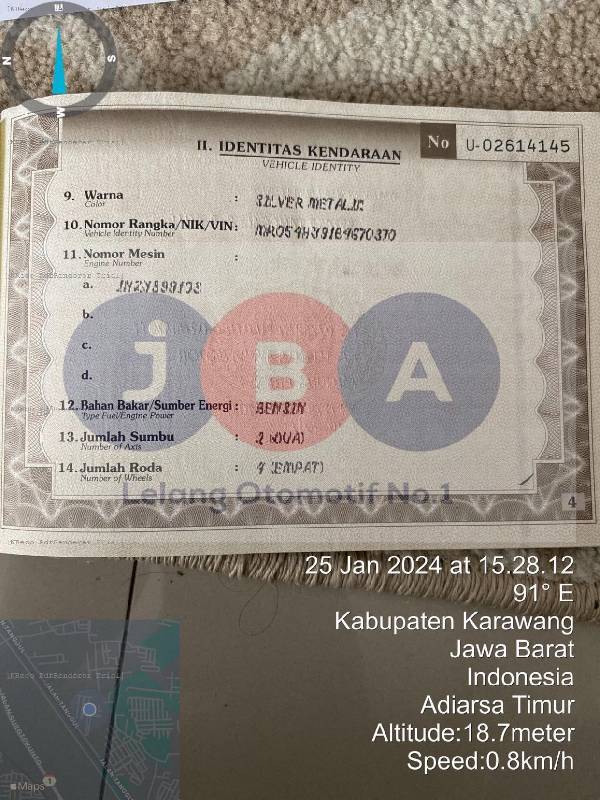 N
S
W
No U-02614145
II. IDENTITAS KENDARAAN
VEHICLE IDENTITY
9. Warna : SILVER METALIK
Color
10. Nomor Rangka/NIK/VIN:
Vehicle Identity Number
11. Nomor Mesin :
Engine Number
a.
b.
c.
d.
jBA
12. Bahan Bakar/Sumber Energi : BENSIN
Type Fuel/Engine Power
13. Jumlah Sumbu : 2 (DUA)
Number of Axis
14. Jumlah Roda : 4 (EMPAT)
Number of Wheels
Lelang Otomotif No.1
4
25 Jan 2024 at 15.28.12
91° E
Kabupaten Karawang
Jawa Barat
Indonesia
Adiarsa Timur
Altitude:18.7meter
Speed:0.8km/h
Maps